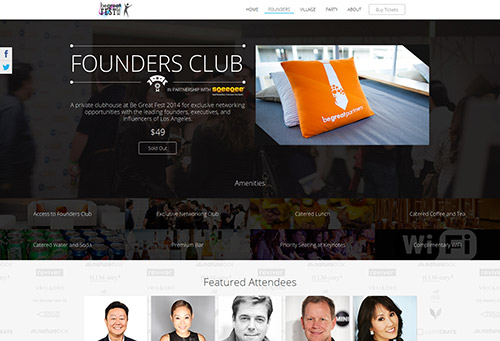 be great
FEST
HOME FOUNDERS VILLAGE PARTY ABOUT Buy Tickets
FOUNDERS CLUB
IN PARTNERSHIP WITH SQEEQEE
A private clubhouse at Be Great Fest 2014 for exclusive networking
opportunities with the leading founders, executives, and
influencers of Los Angeles.
$49
Sold Out
begreatpartners
Amenities
Access to Founders Club Exclusive Networking Club Catered Lunch Catered Coffee and Tea
Catered Water and Soda Premium Bar Priority Seating at Keynotes Complimentary WiFi
WiFi
Featured Attendees
MINI